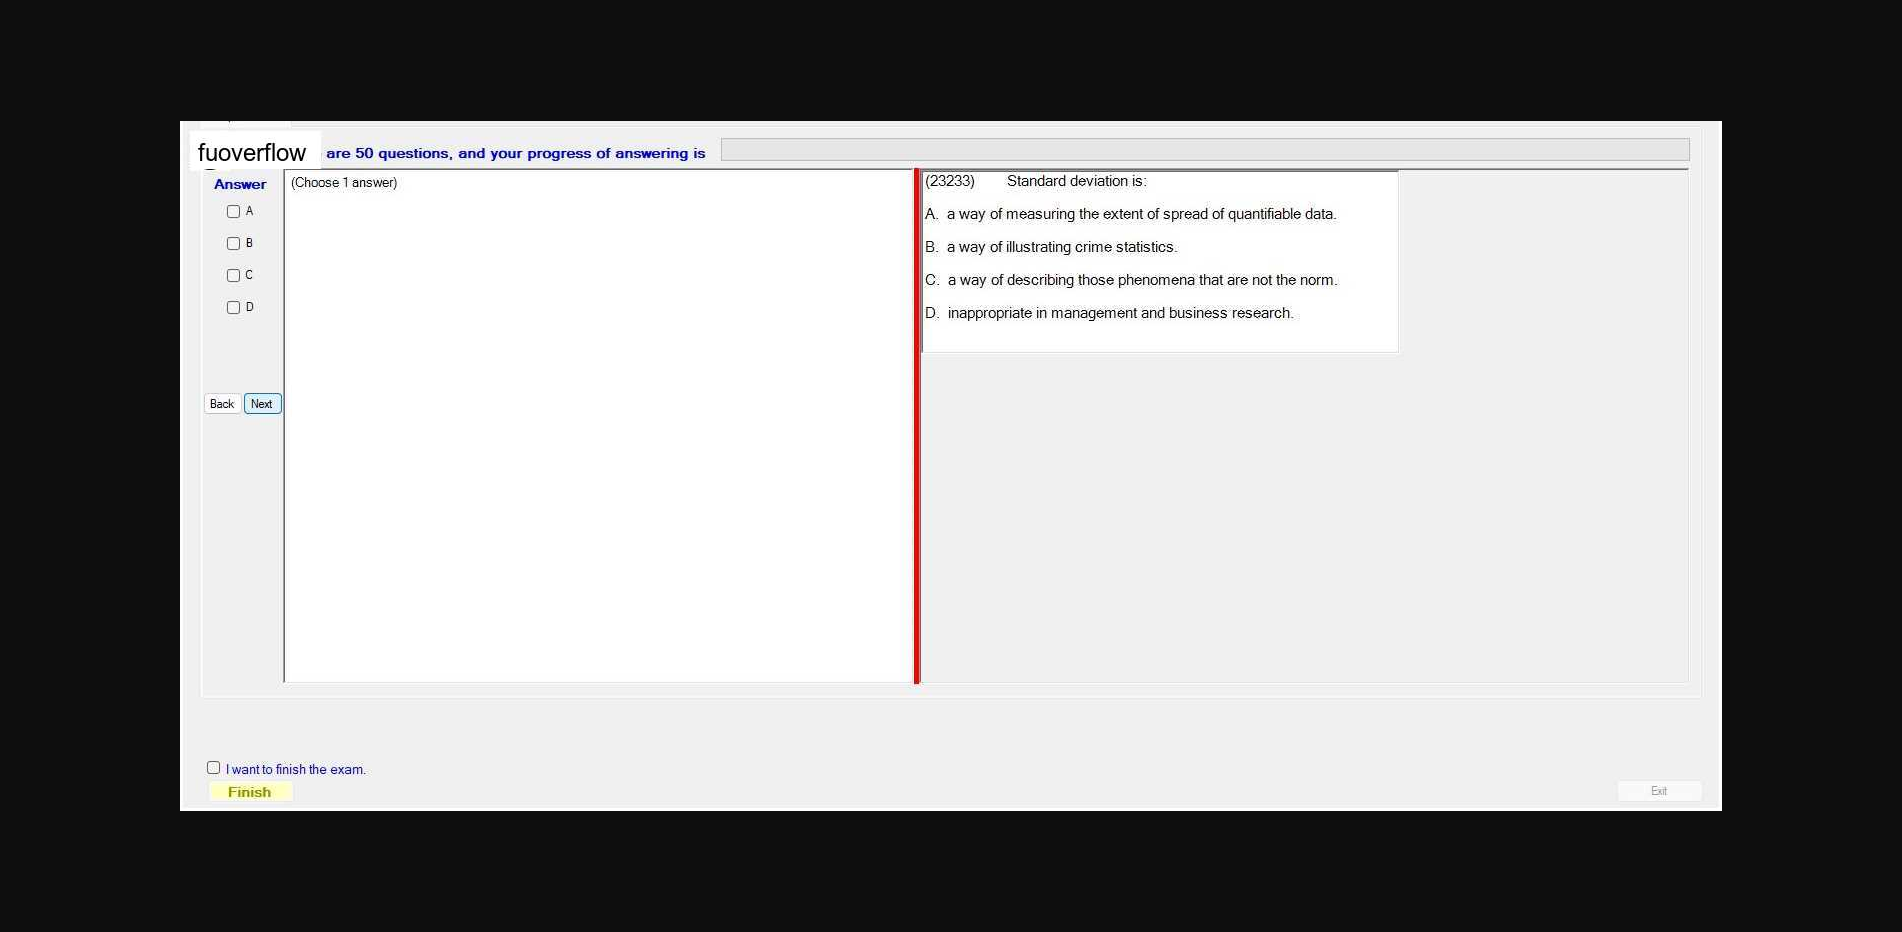 fuoverflow are 50 questions, and your progress of answering is
Answer
A
B
C
D
Back Next
(Choose 1 answer)
(23233) Standard deviation is:
A. a way of measuring the extent of spread of quantifiable data.
B. a way of illustrating crime statistics.
C. a way of describing those phenomena that are not the norm.
D. inappropriate in management and business research.
I want to finish the exam.
Finish
Exit